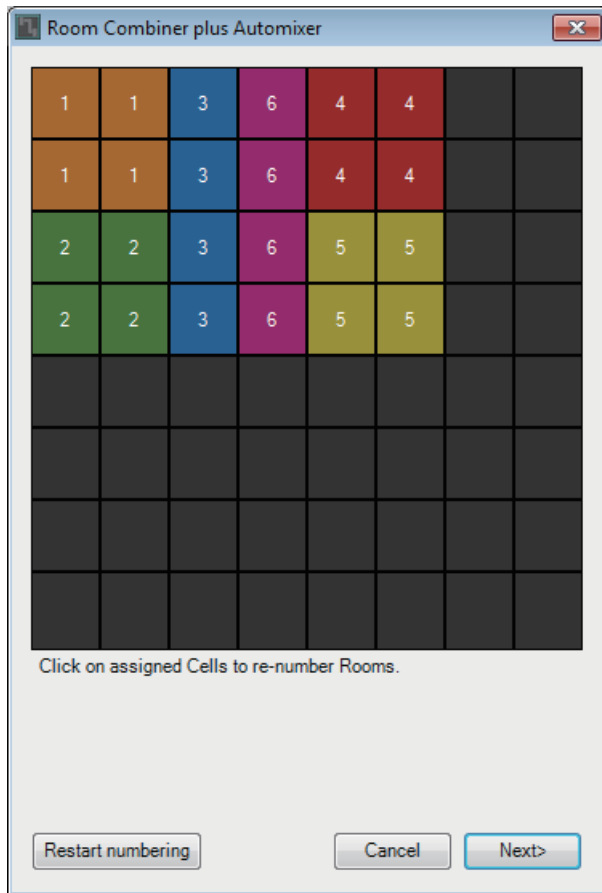 Room Combiner plus Automixer
1 1 3 6 4 4
1 1 3 6 4 4
2 2 3 6 5 5
2 2 3 6 5 5
Click on assigned Cells to re-number Rooms.
Restart numbering Cancel Next>